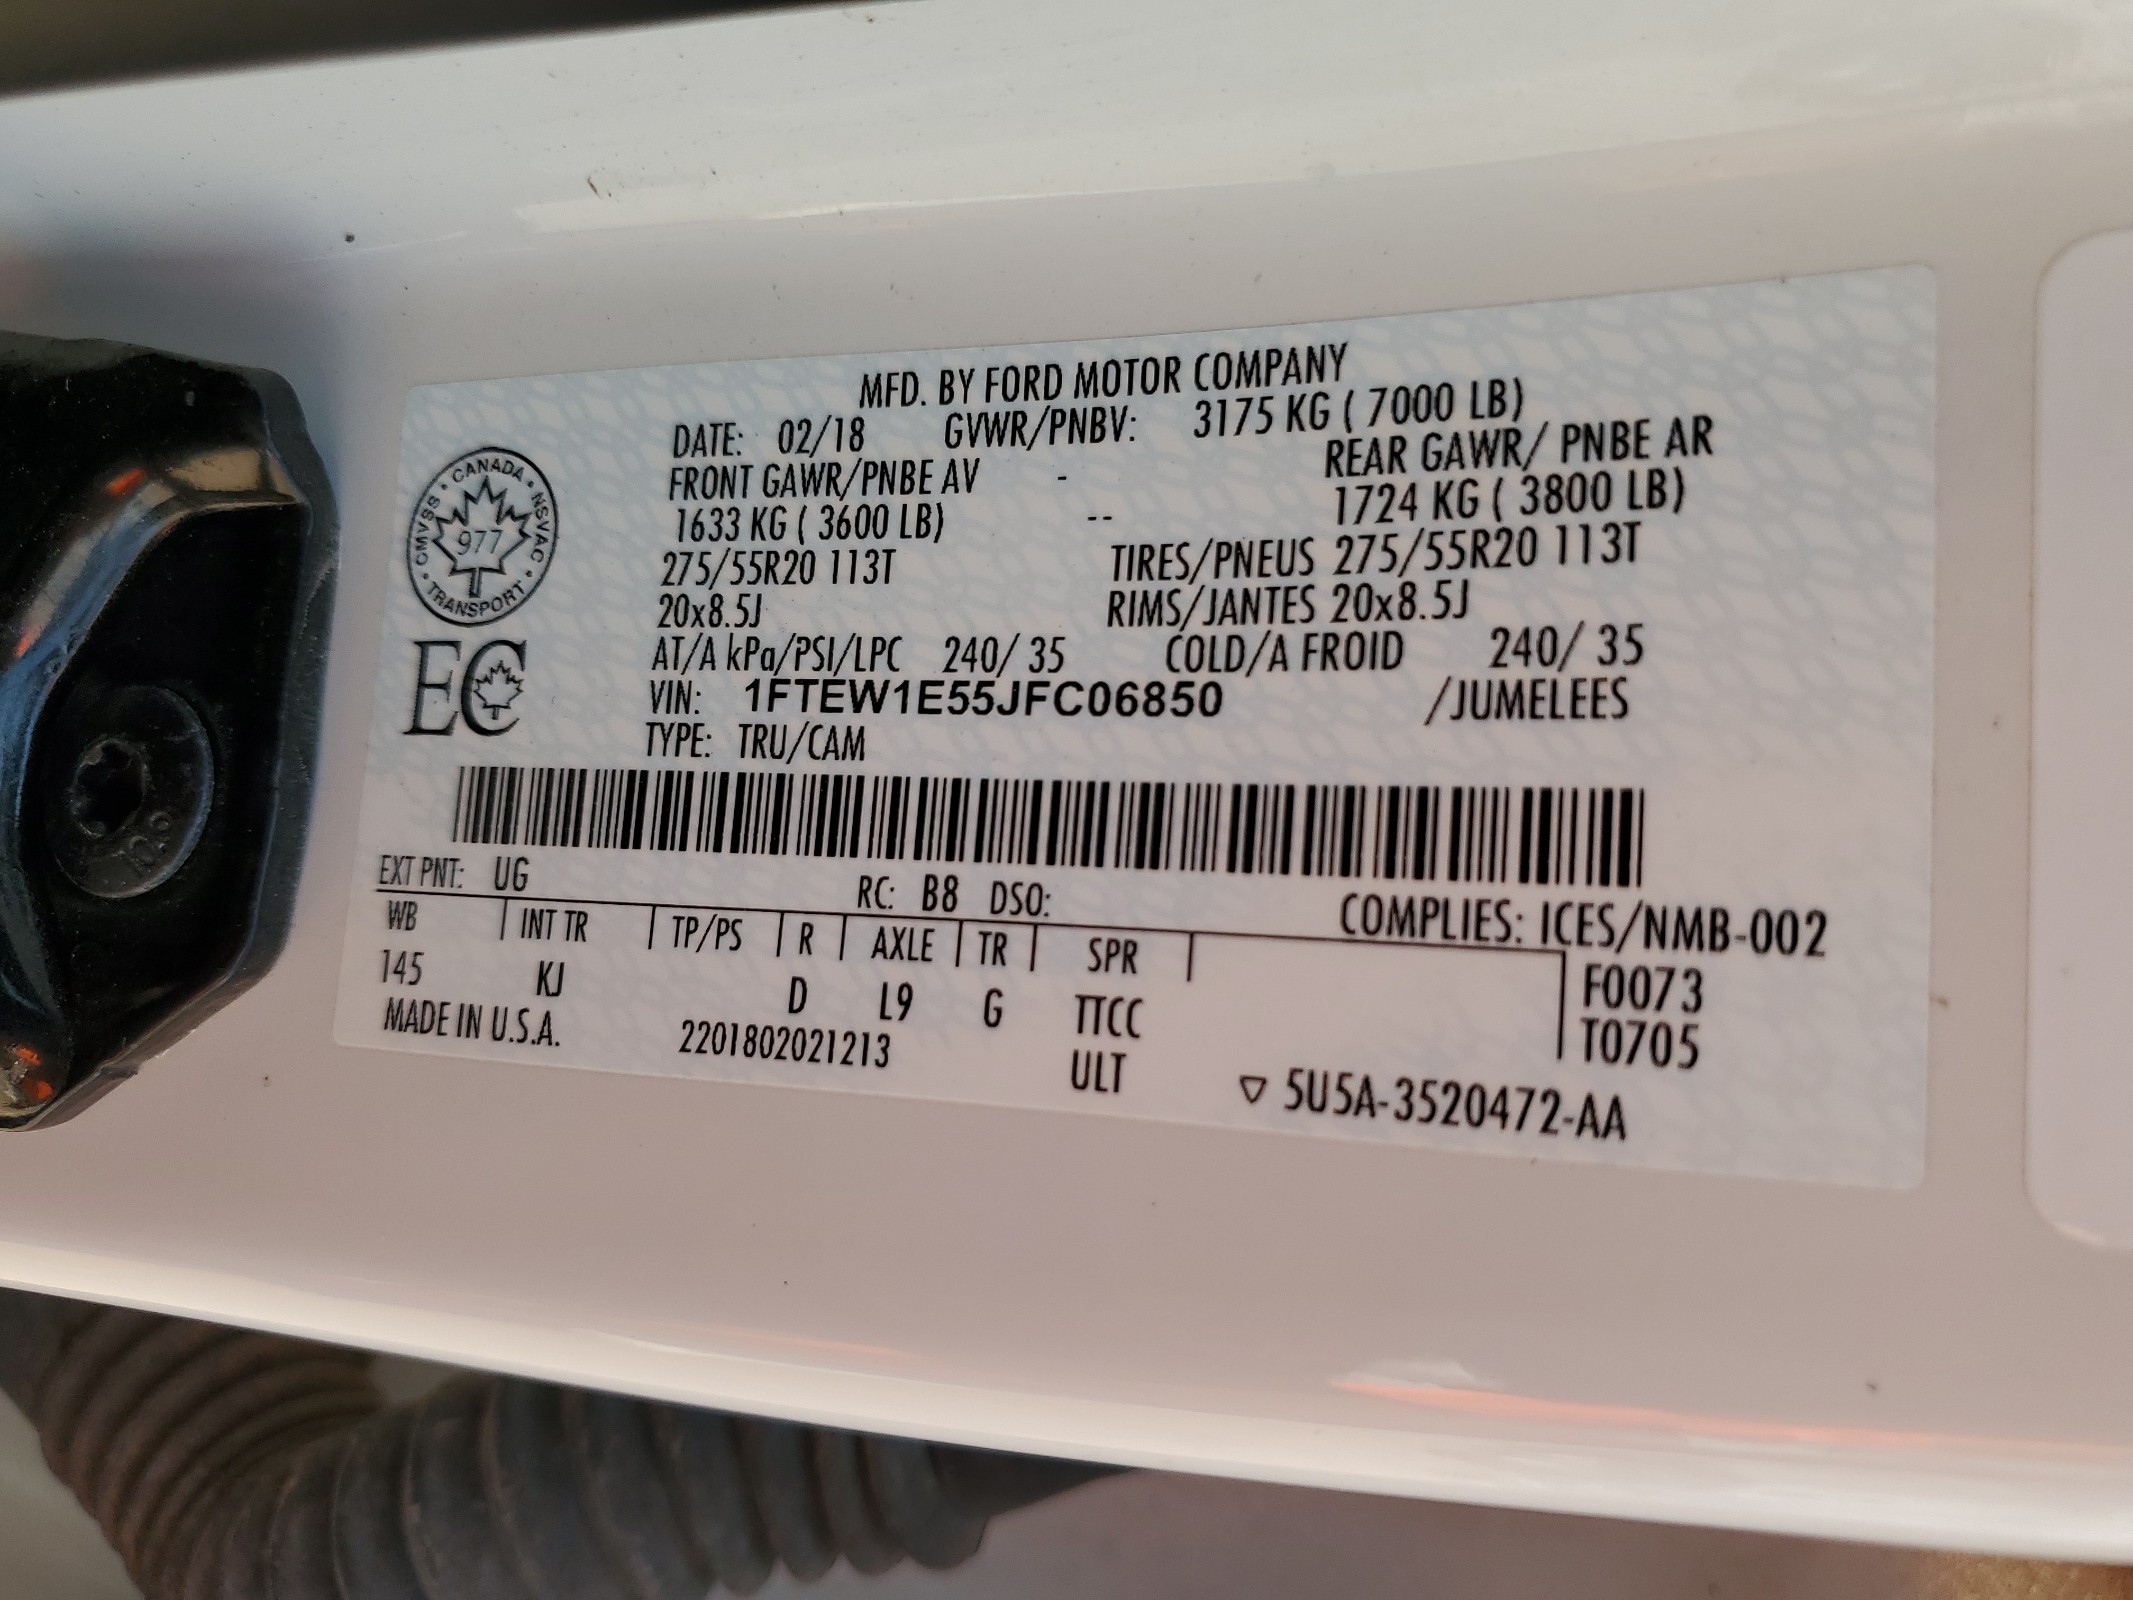 MFD. BY FORD MOTOR COMPANY
DATE: 02/18 GVWR/PNBV: 3175 KG ( 7000 LB)
FRONT GAWR/PNBE AV - REAR GAWR/ PNBE AR
1633 KG ( 3600 LB) -- 1724 KG ( 3800 LB)
275/55R20 113T TIRES/PNEUS 275/55R20 113T
20x8.5J RIMS/JANTES 20x8.5J
AT/A kPa/PSI/LPC 240/ 35 COLD/A FROID 240/ 35
VIN: 1FTEW1E55JFC06850 /JUMELEES
TYPE: TRU/CAM
CANADA · NSVAC · TRANSPORT · CMVSS ·
977
EC
EXT PNT: UG RC: B8 DSO:
COMPLIES: ICES/NMB-002
WB INT TR TP/PS R AXLE TR SPR
145 KJ D L9 G TTCC
F0073
T0705
MADE IN U.S.A. 2201802021213 ULT
▽ 5U5A-3520472-AA
10.9